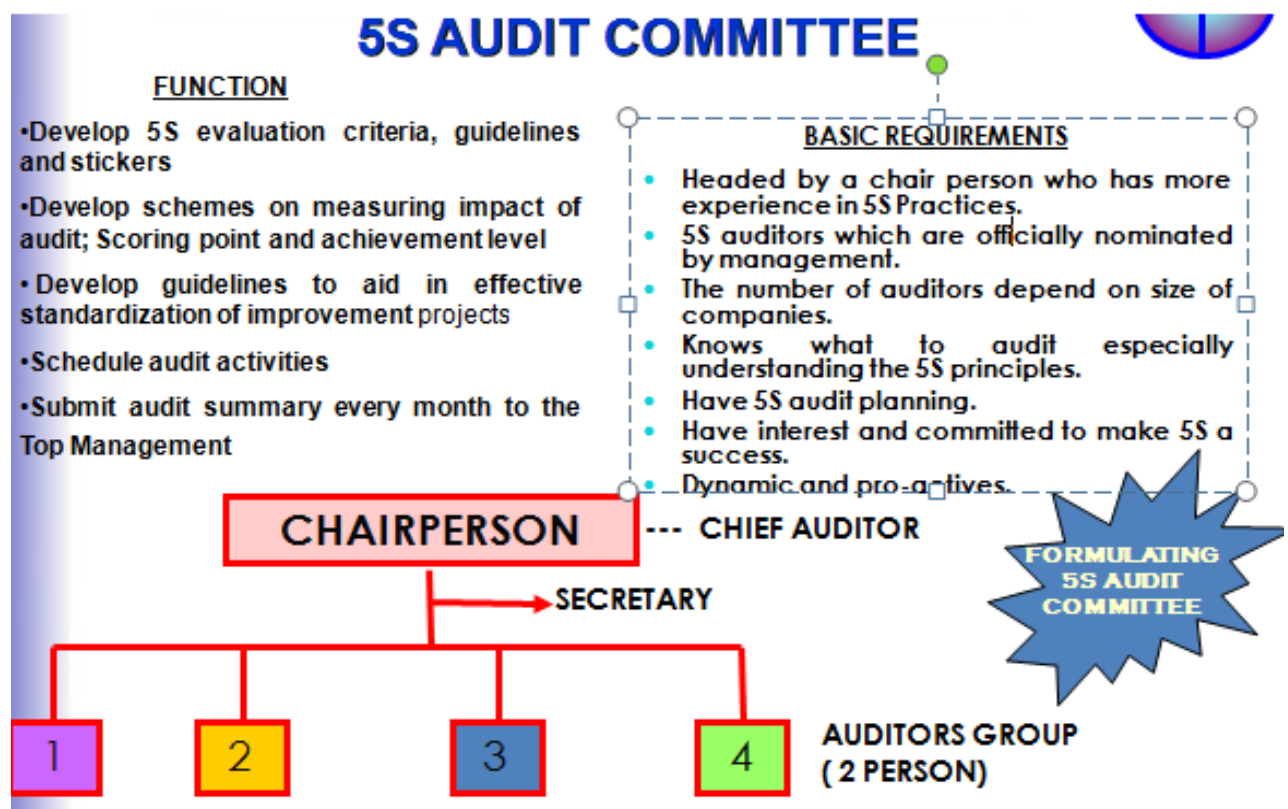 5S AUDIT COMMITTEE
FUNCTION
•Develop 5S evaluation criteria, guidelines
and stickers
•Develop schemes on measuring impact of
audit; Scoring point and achievement level
• Develop guidelines to aid in effective
standardization of improvement projects
•Schedule audit activities
•Submit audit summary every month to the
Top Management
BASIC REQUIREMENTS
• Headed by a chair person who has more
experience in 5S Practices.
• 5S auditors which are officially nominated
by management.
• The number of auditors depend on size of
companies.
• Knows what to audit especially
understanding the 5S principles.
• Have 5S audit planning.
• Have interest and committed to make 5S a
success.
• Dynamic and pro-actives.
CHAIRPERSON --- CHIEF AUDITOR
SECRETARY
FORMULATING
5S AUDIT
COMMITTEE
1 2 3 4
AUDITORS GROUP
( 2 PERSON)